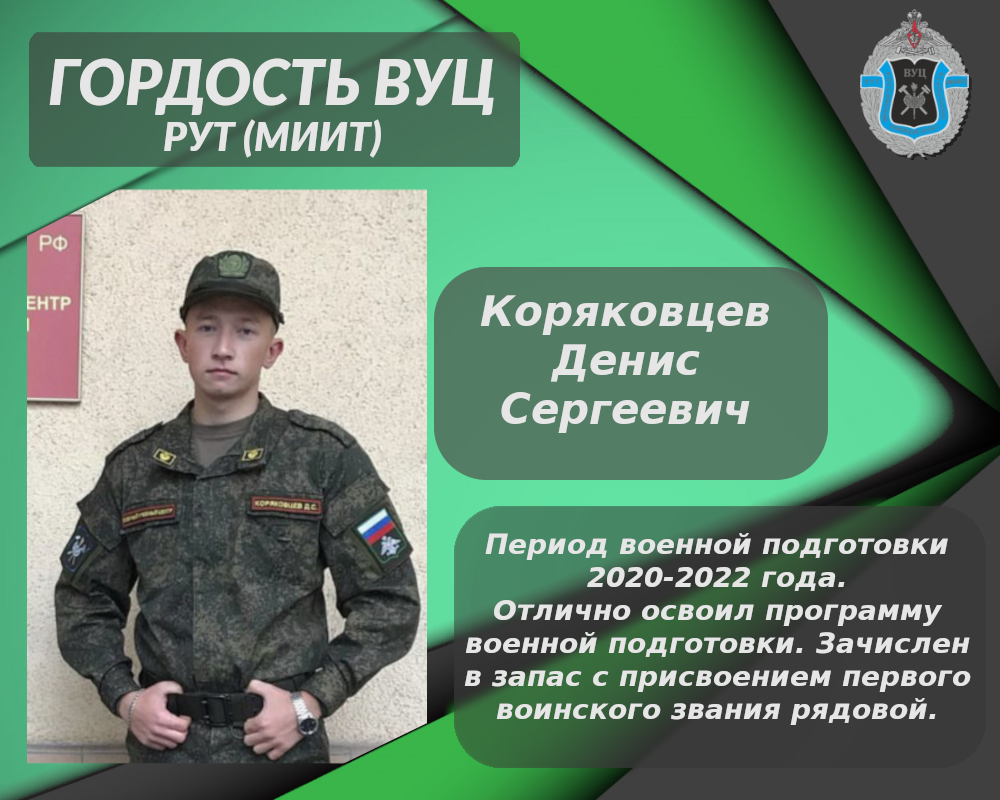 ГОРДОСТЬ ВУЦ
РУТ (МИИТ)
ВУЦ
РФ
ЕНТР
Коряковцев
Денис
Сергеевич
КОРЯКОВЦЕВ Д.С.
Период военной подготовки
2020-2022 года.
Отлично освоил программу
военной подготовки. Зачислен
в запас с присвоением первого
воинского звания рядовой.